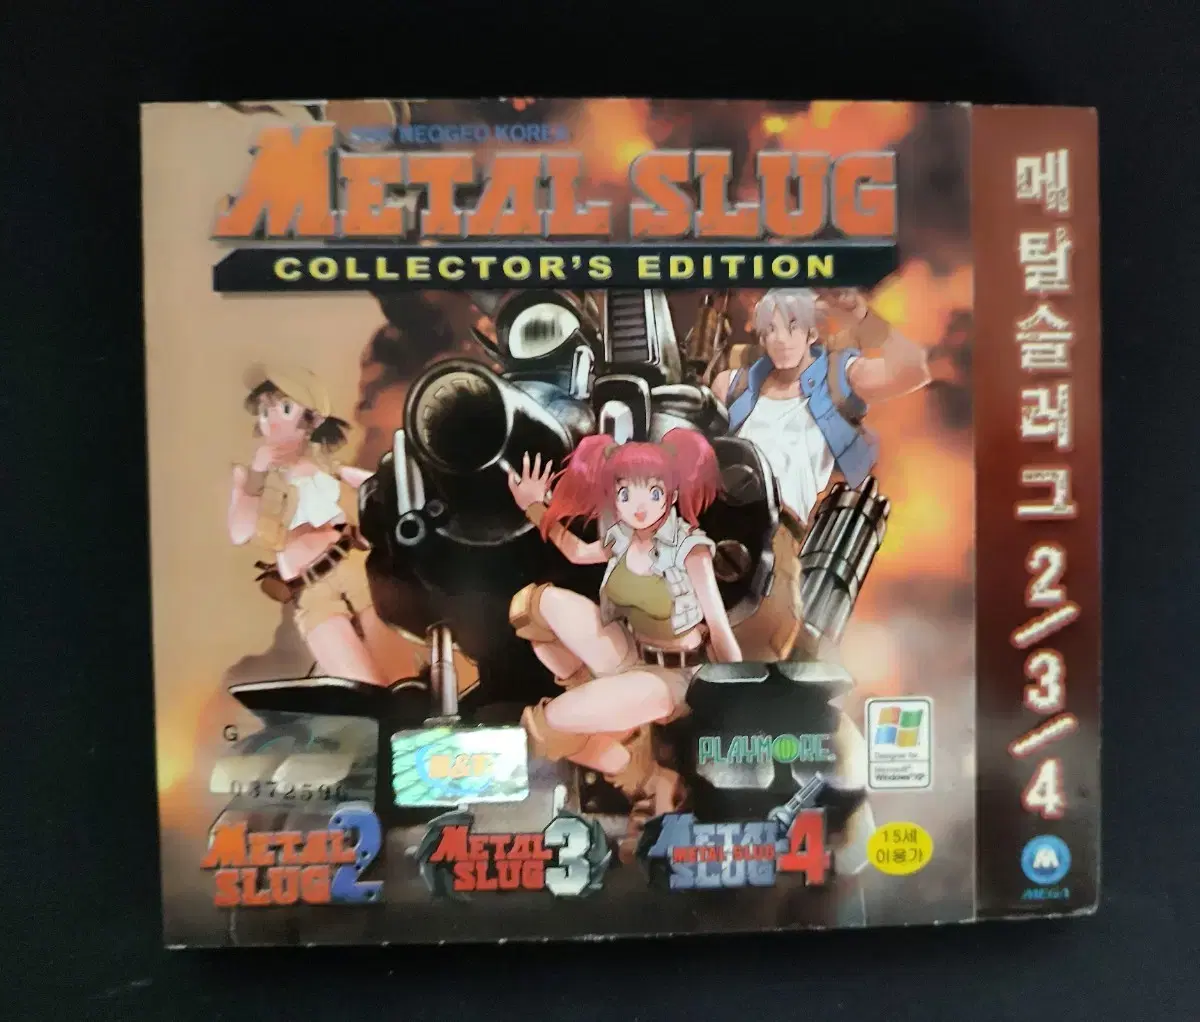 SNK NEOGEO KOREA
METAL SLUG
COLLECTOR'S EDITION
PLAYMORE
Designed for
Microsoft
Windows XP
G
METAL SLUG 2
METAL SLUG 3
METAL SLUG 4
15세
이용가
메탈슬러그 2/3/4
MEGA